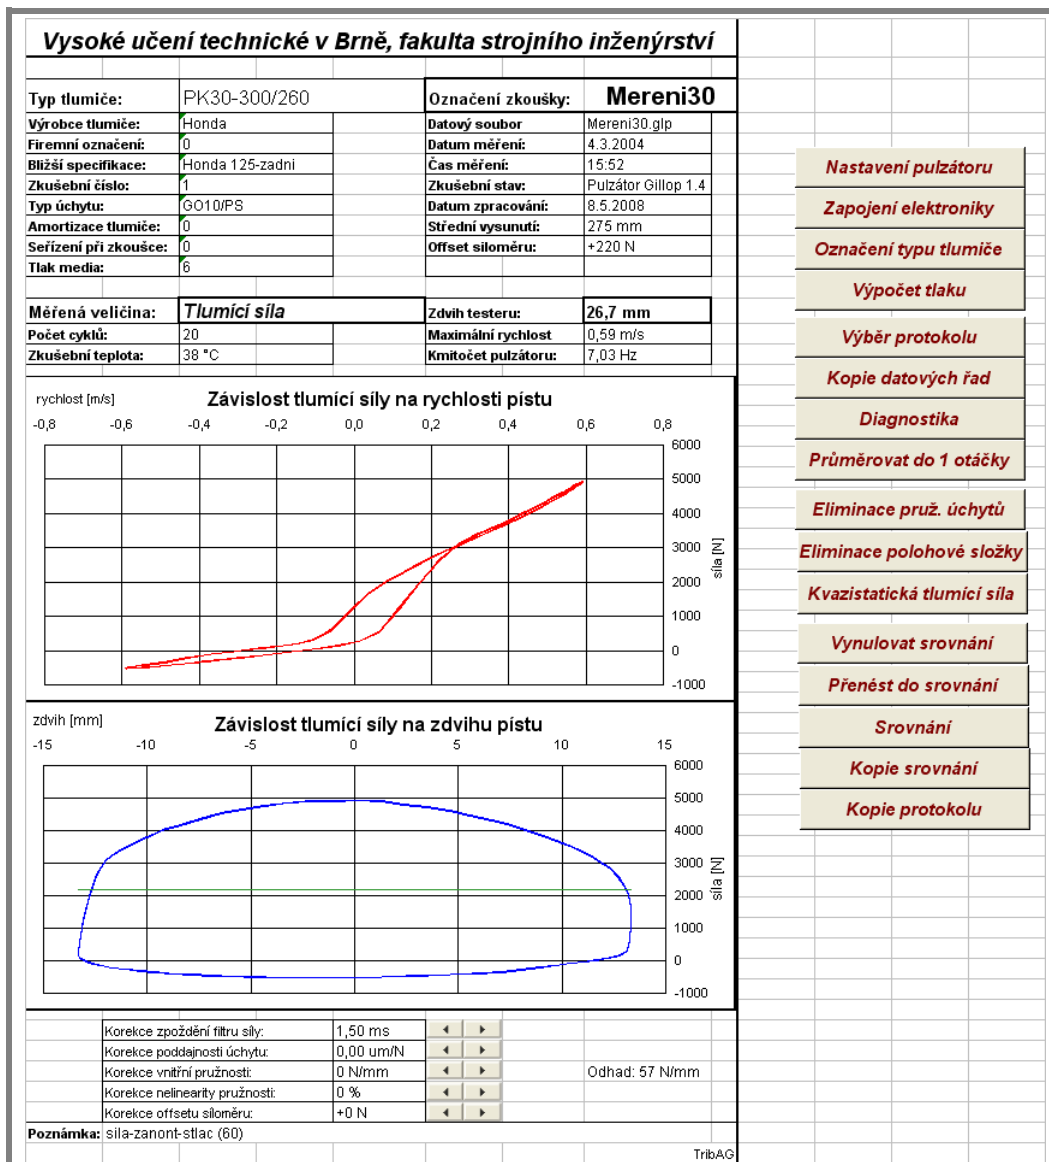 Vysoké učení technické v Brně, fakulta strojního inženýrství
Typ tlumiče: PK30-300/260 Označení zkoušky: Mereni30
Výrobce tlumiče: Honda Datový soubor Mereni30.glp
Firemní označení: 0 Datum měření: 4.3.2004
Bližší specifikace: Honda 125-zadni Čas měření: 15:52
Zkušební číslo: 1 Zkušební stav: Pulzátor Gillop 1.4
Typ úchytu: GO10/PS Datum zpracování: 8.5.2008
Amortizace tlumiče: 0 Střední vysunutí: 275 mm
Seřízení při zkoušce: 0 Offset siloměru: +220 N
Tlak media: 6
Měřená veličina: Tlumící síla Zdvih testeru: 26,7 mm
Počet cyklů: 20 Maximální rychlost 0,59 m/s
Zkušební teplota: 38 °C Kmitočet pulzátoru: 7,03 Hz
rychlost [m/s] Závislost tlumící síly na rychlosti pístu
-0,8 -0,6 -0,4 -0,2 0,0 0,2 0,4 0,6 0,8
6000
5000
4000
3000
2000
1000
0
-1000
síla [N]
zdvih [mm] Závislost tlumící síly na zdvihu pístu
-15 -10 -5 0 5 10 15
6000
5000
4000
3000
2000
1000
0
-1000
síla [N]
Korekce zpoždění filtru síly: 1,50 ms
Korekce poddajnosti úchytu: 0,00 um/N
Korekce vnitřní pružnosti: 0 N/mm Odhad: 57 N/mm
Korekce nelinearity pružnosti: 0 %
Korekce offsetu siloměru: +0 N
Poznámka: sila-zanont-stlac (60)
TribAG
Nastavení pulzátoru
Zapojení elektroniky
Označení typu tlumiče
Výpočet tlaku
Výběr protokolu
Kopie datových řad
Diagnostika
Průměrovat do 1 otáčky
Eliminace pruž. úchytů
Eliminace polohové složky
Kvazistatická tlumící síla
Vynulovat srovnání
Přenést do srovnání
Srovnání
Kopie srovnání
Kopie protokolu